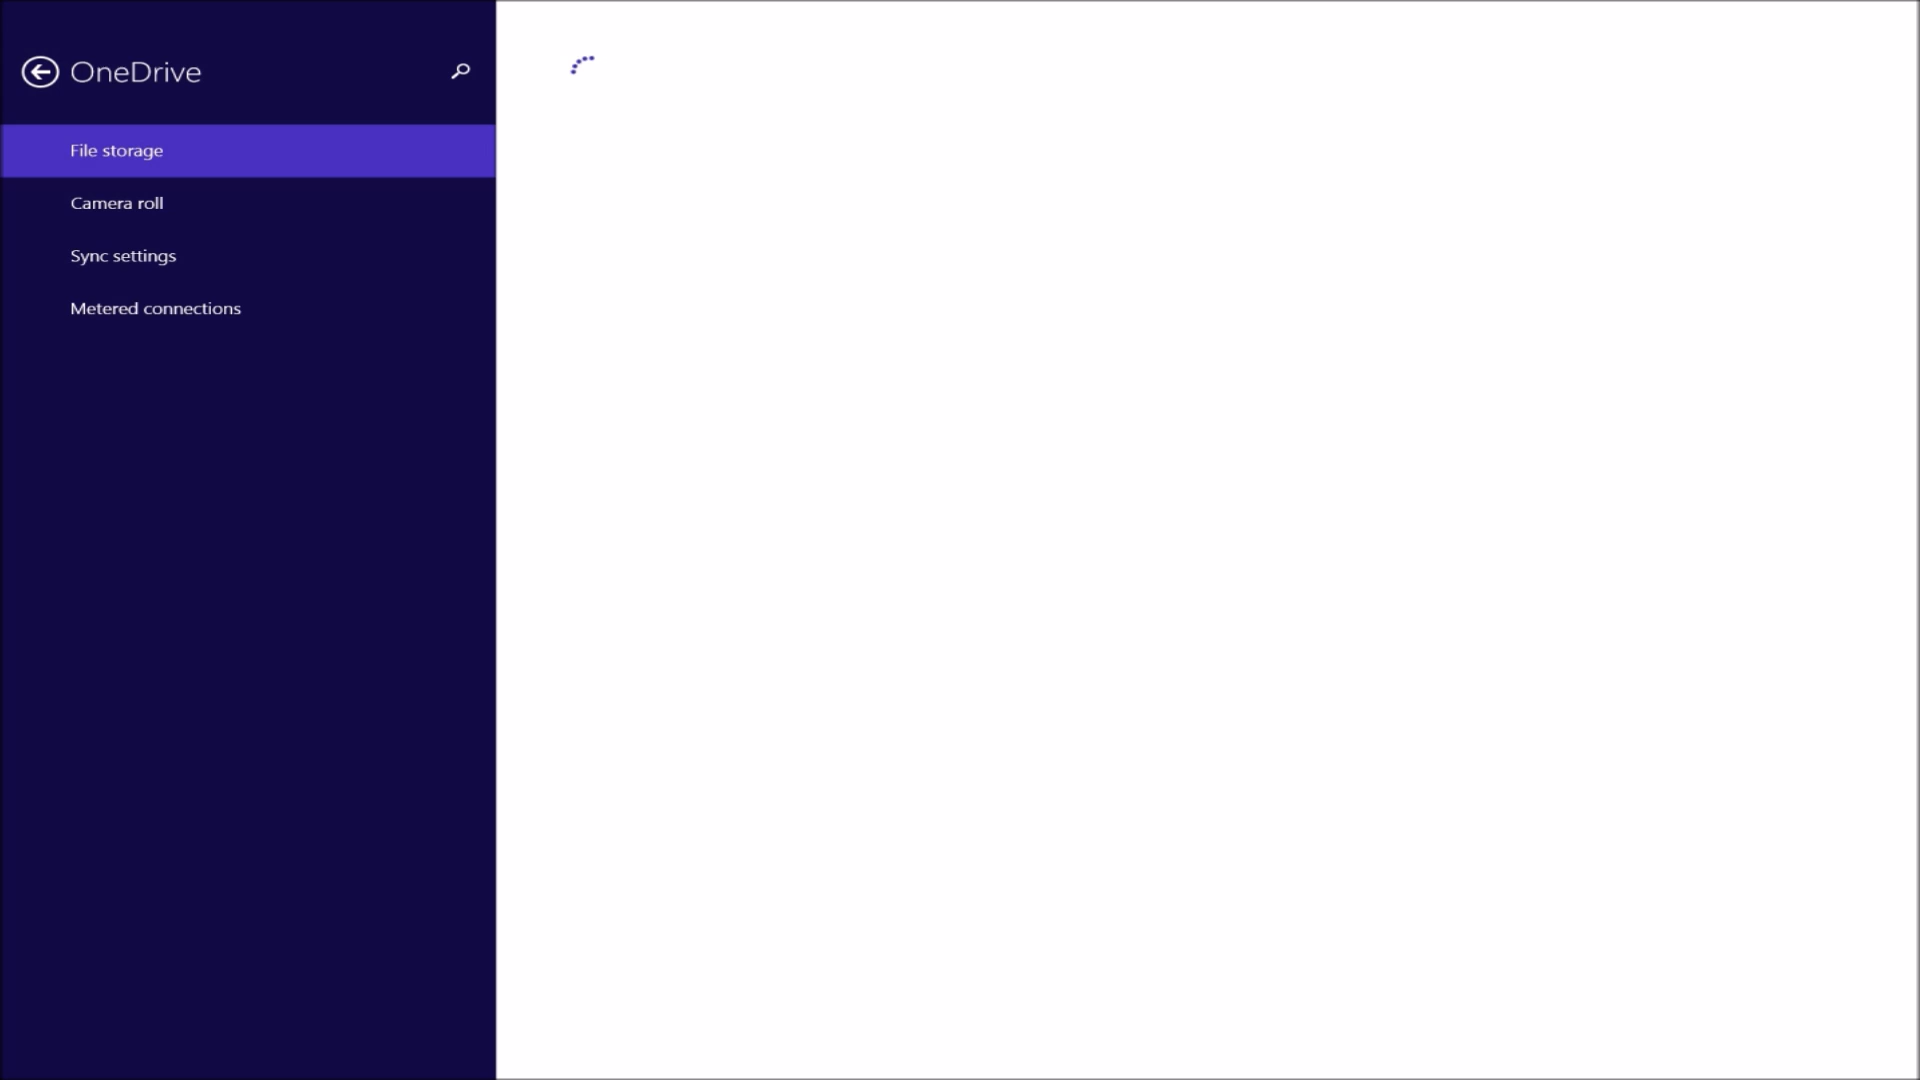 OneDrive
File storage
Camera roll
Sync settings
Metered connections